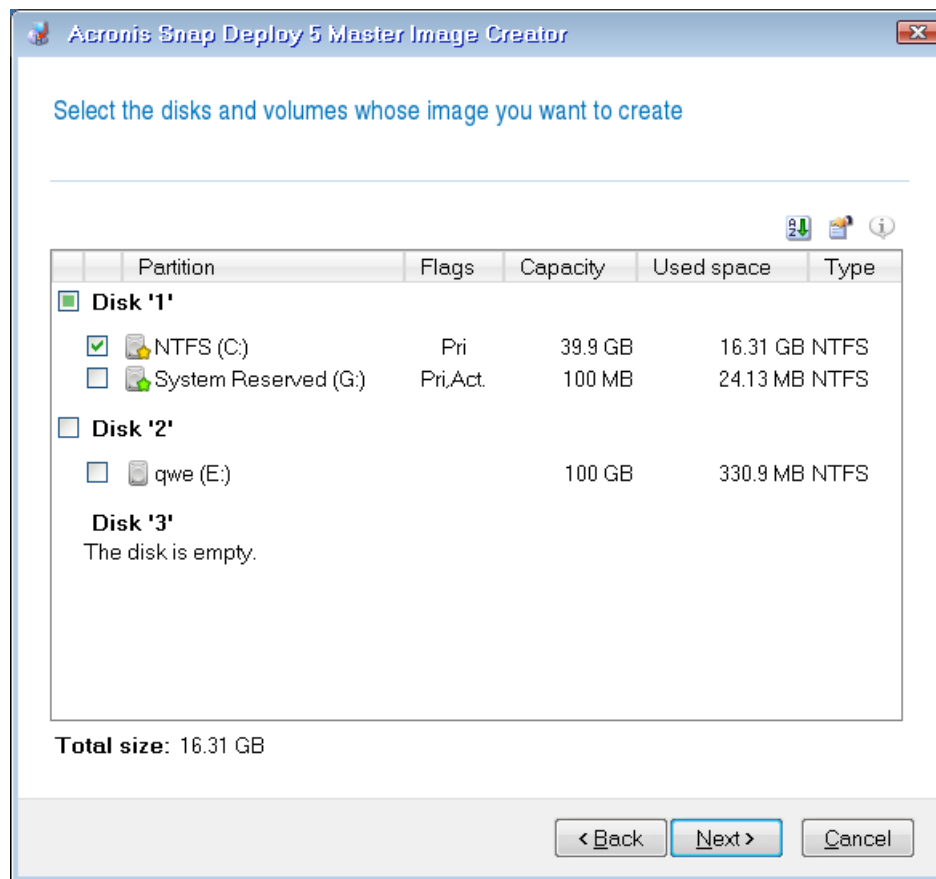 Acronis Snap Deploy 5 Master Image Creator
Select the disks and volumes whose image you want to create
Partition Flags Capacity Used space Type
Disk '1'
NTFS (C:) Pri 39.9 GB 16.31 GB NTFS
System Reserved (G:) Pri,Act. 100 MB 24.13 MB NTFS
Disk '2'
qwe (E:) 100 GB 330.9 MB NTFS
Disk '3'
The disk is empty.
Total size: 16.31 GB
< Back Next > Cancel